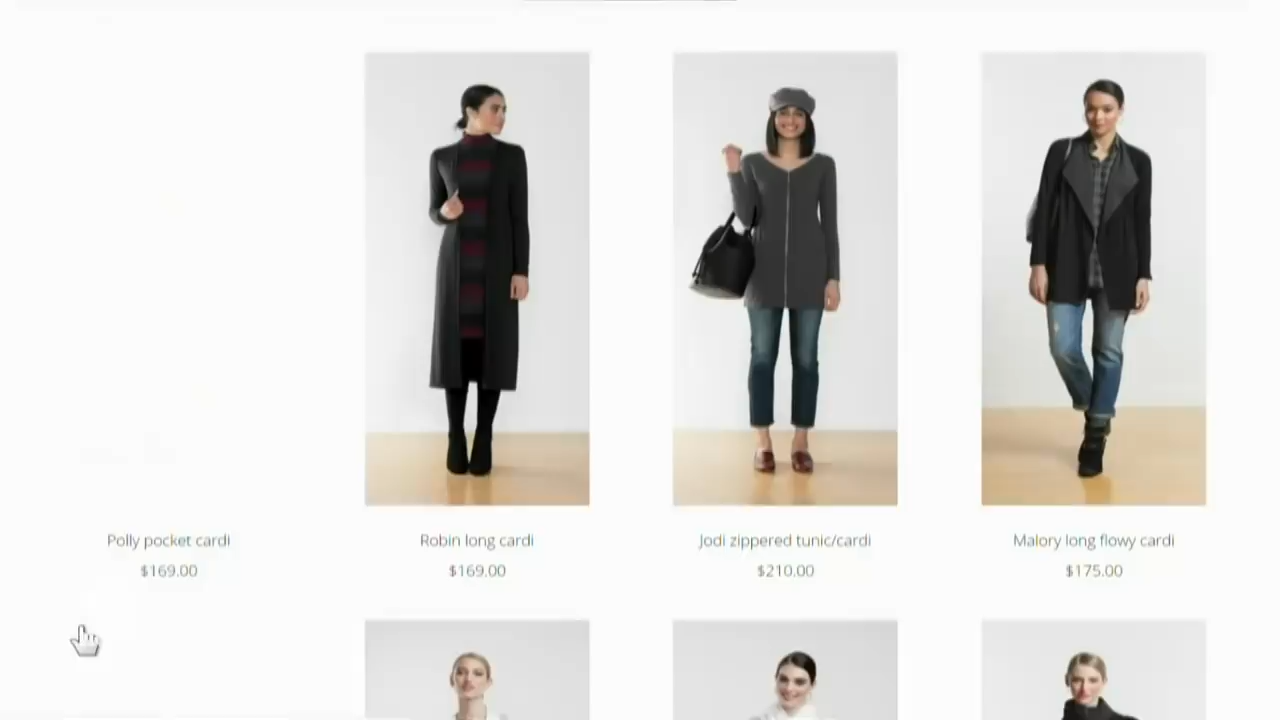 Polly pocket cardi
$169.00
Robin long cardi
$169.00
Jodi zippered tunic/cardi
$210.00
Malory long flowy cardi
$175.00